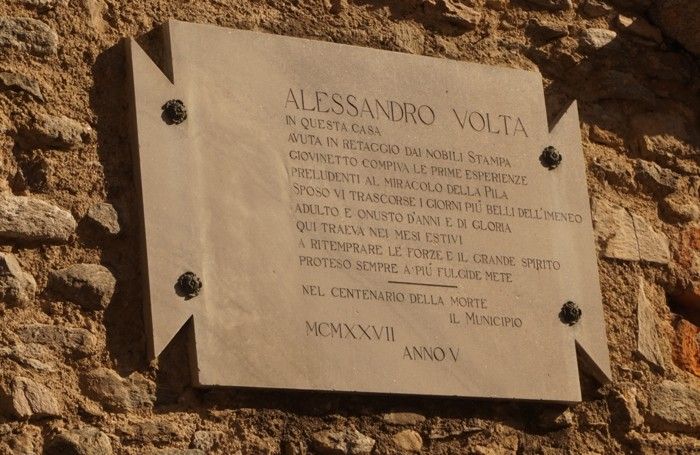 ALESSANDRO VOLTA
IN QUESTA CASA
AVUTA IN RETAGGIO DAI NOBILI STAMPA
GIOVINETTO COMPIVA LE PRIME ESPERIENZE
PRELUDENTI AL MIRACOLO DELLA PILA
SPOSO VI TRASCORSE I GIORNI PIÚ BELLI DELL'IMENEO
ADULTO E ONUSTO D'ANNI E DI GLORIA
QUI TRAEVA NEI MESI ESTIVI
A RITEMPRARE LE FORZE E IL GRANDE SPIRITO
PROTESO SEMPRE A PIÚ FULGIDE METE
NEL CENTENARIO DELLA MORTE
IL MUNICIPIO
MCMXXVII
ANNO V